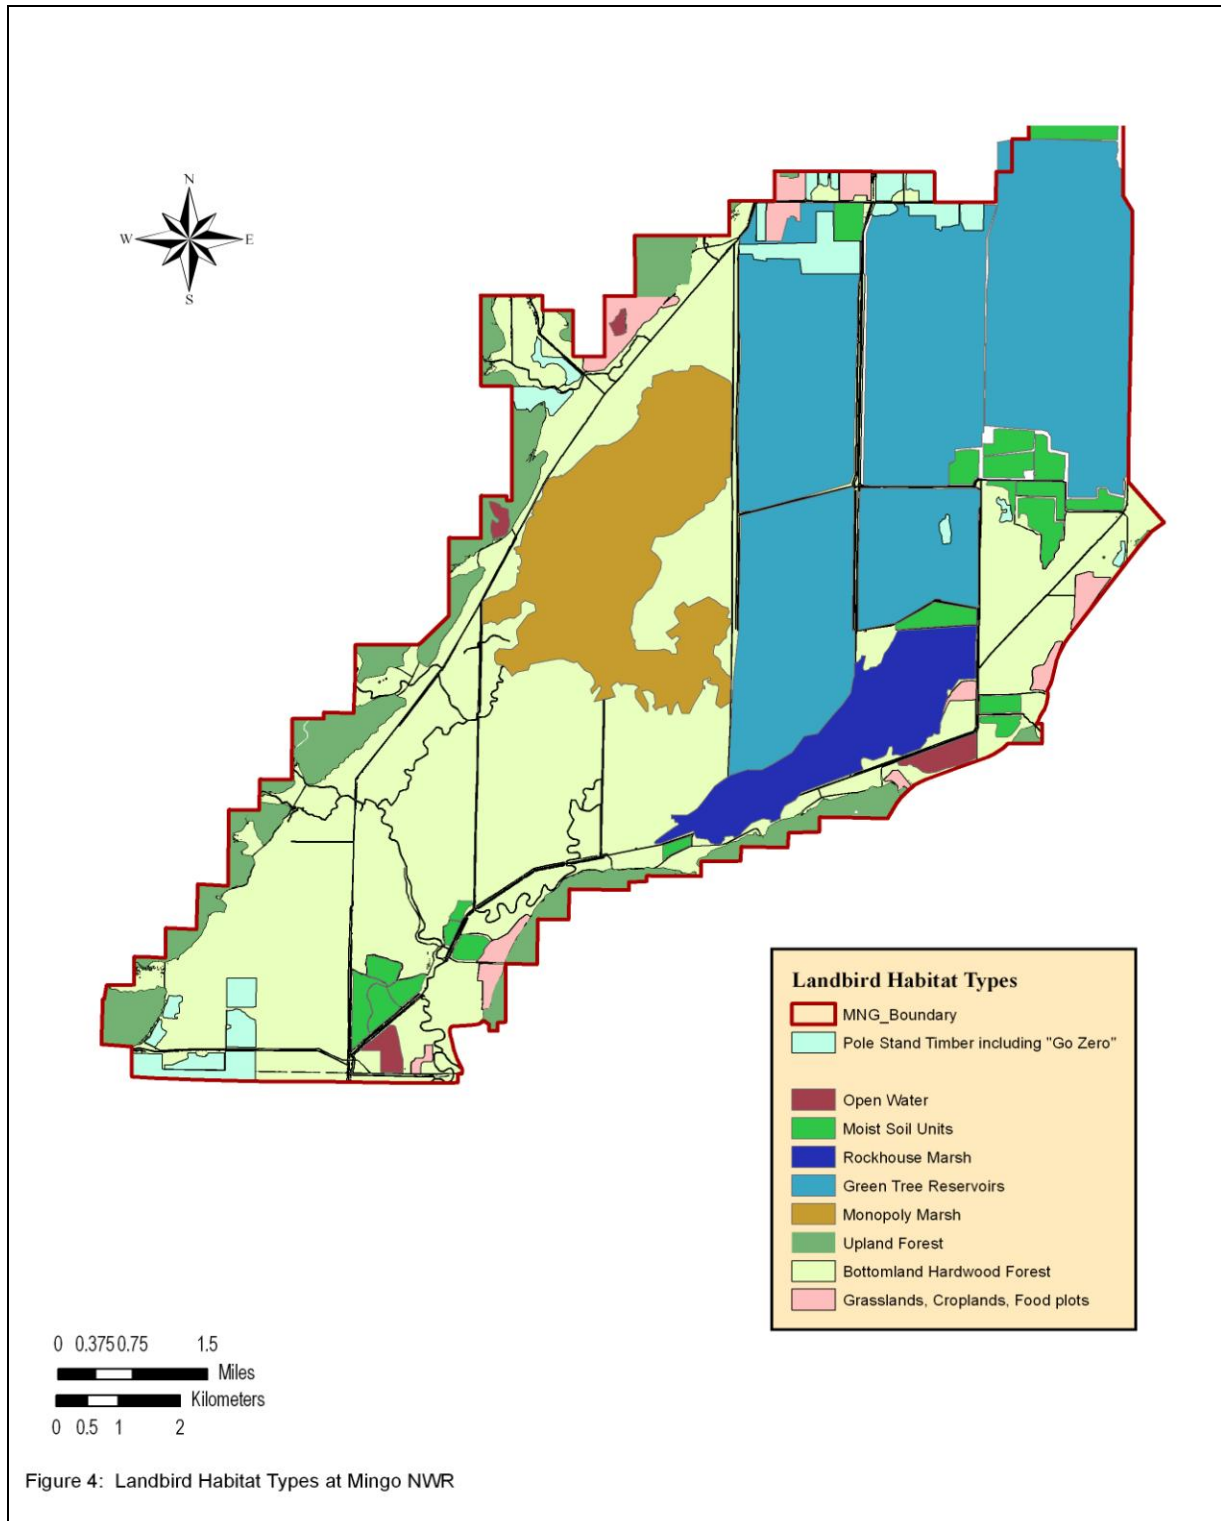 N
W E
S
Landbird Habitat Types
MNG_Boundary
Pole Stand Timber including "Go Zero"
Open Water
Moist Soil Units
Rockhouse Marsh
Green Tree Reservoirs
Monopoly Marsh
Upland Forest
Bottomland Hardwood Forest
Grasslands, Croplands, Food plots
0 0.375 0.75 1.5
Miles
Kilometers
0 0.5 1 2
Figure 4: Landbird Habitat Types at Mingo NWR